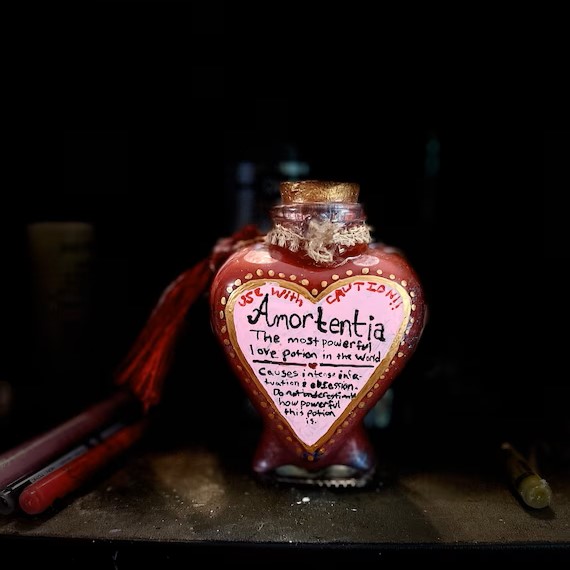 USE WITH CAUTION!!
Amortentia
The most powerful
love potion in the world
Causes intense infa-
tuation & obsession.
Do not underestimate
how powerful
this potion
is.